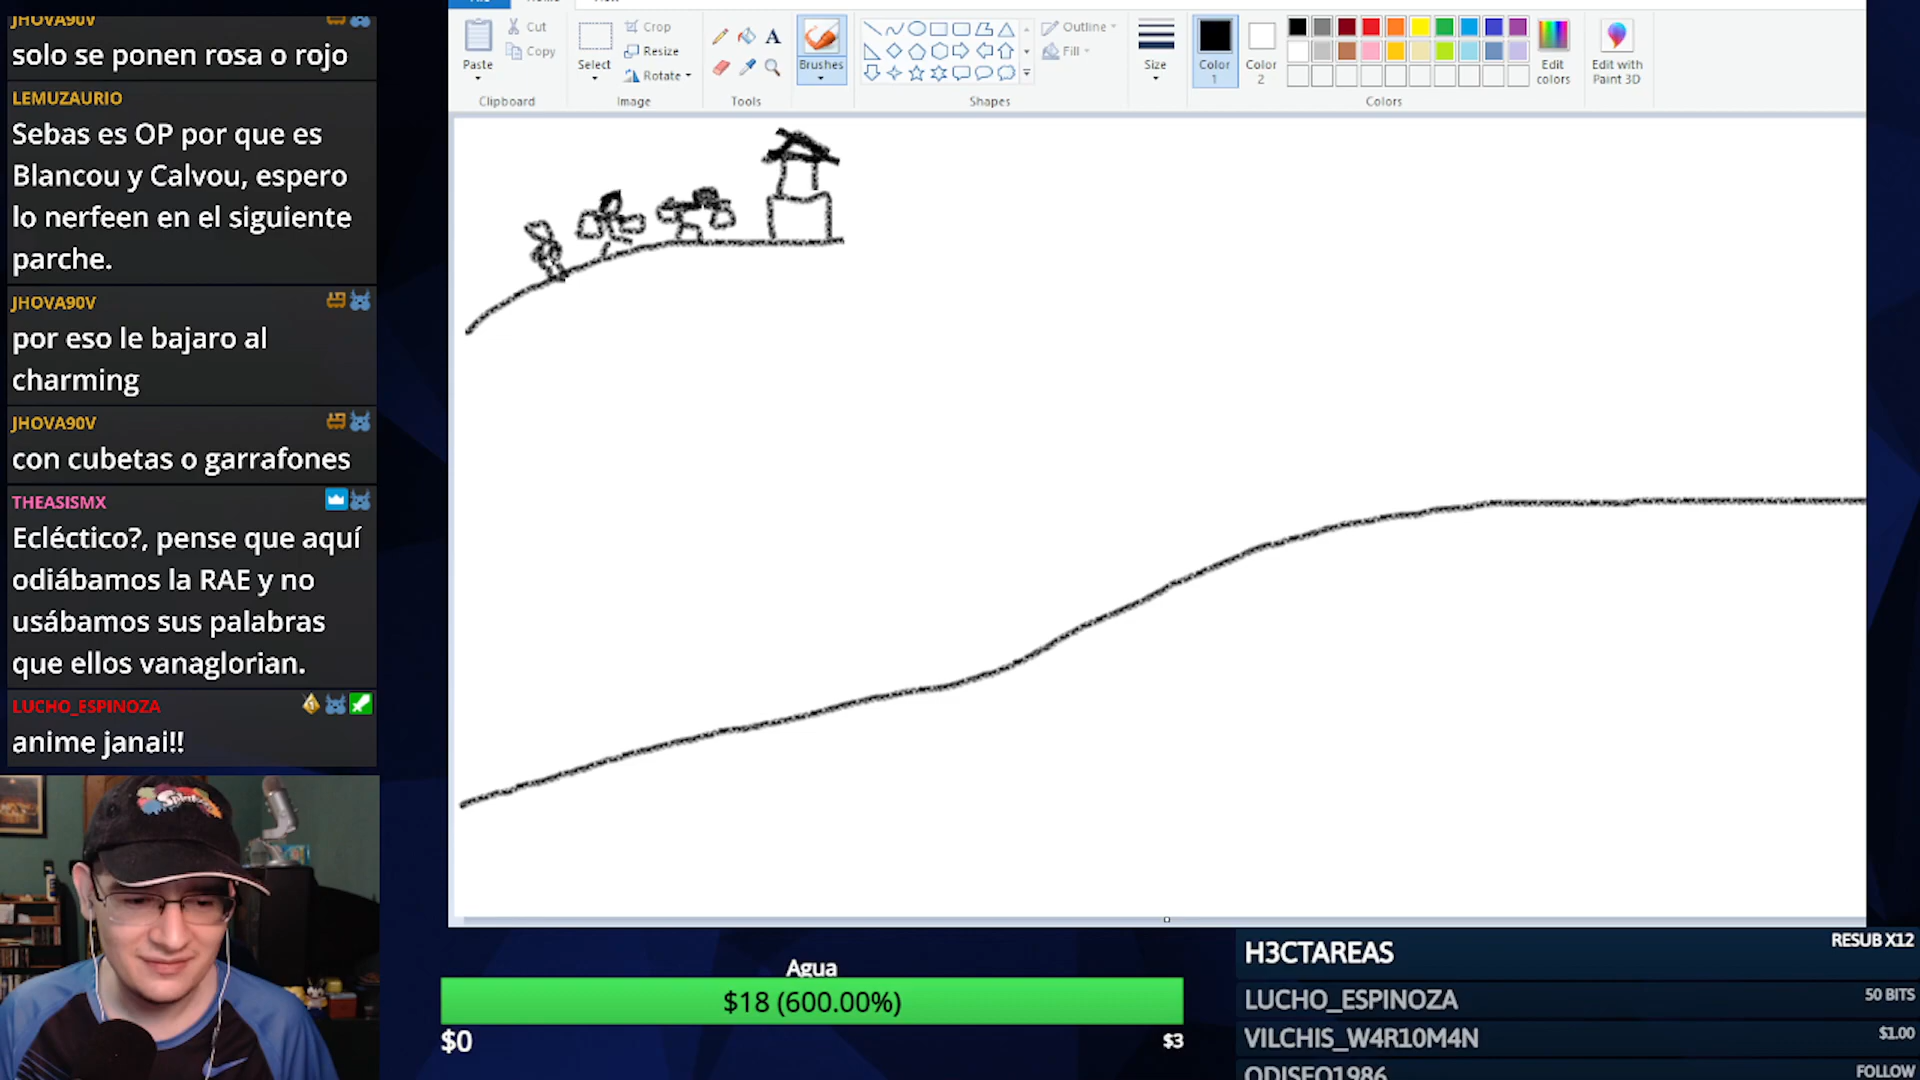 JHOVA90V
solo se ponen rosa o rojo
LEMUZAURIO
Sebas es OP por que es
Blancou y Calvou, espero
lo nerfeen en el siguiente
parche.
JHOVA90V
por eso le bajaro al
charming
JHOVA90V
con cubetas o garrafones
THEASISMX
Ecléctico?, pense que aquí
odiábamos la RAE y no
usábamos sus palabras
que ellos vanaglorian.
LUCHO_ESPINOZA
anime janai!!
Paste
Cut
Copy
Clipboard
Select
Crop
Resize
Rotate
Image
A
Tools
Brushes
Shapes
Outline
Fill
Size
Color
1
Color
2
Colors
Edit
colors
Edit with
Paint 3D
Agua
$18 (600.00%)
$0
$3
H3CTAREAS RESUB X12
LUCHO_ESPINOZA 50 BITS
VILCHIS_W4R10M4N $1.00
ODISEO1986 FOLLOW